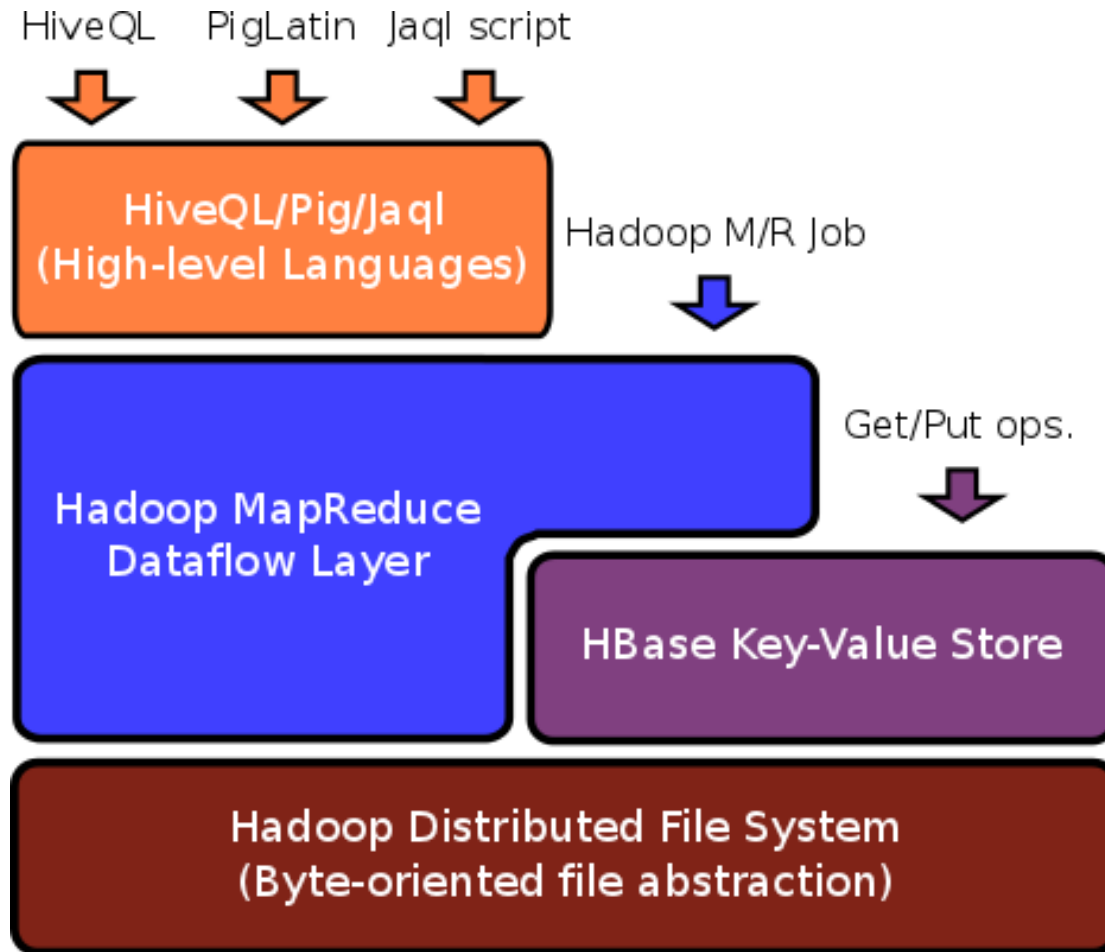 HiveQL PigLatin Jaql script
HiveQL/Pig/Jaql
(High-level Languages)
Hadoop M/R Job
Get/Put ops.
Hadoop MapReduce
Dataflow Layer
HBase Key-Value Store
Hadoop Distributed File System
(Byte-oriented file abstraction)